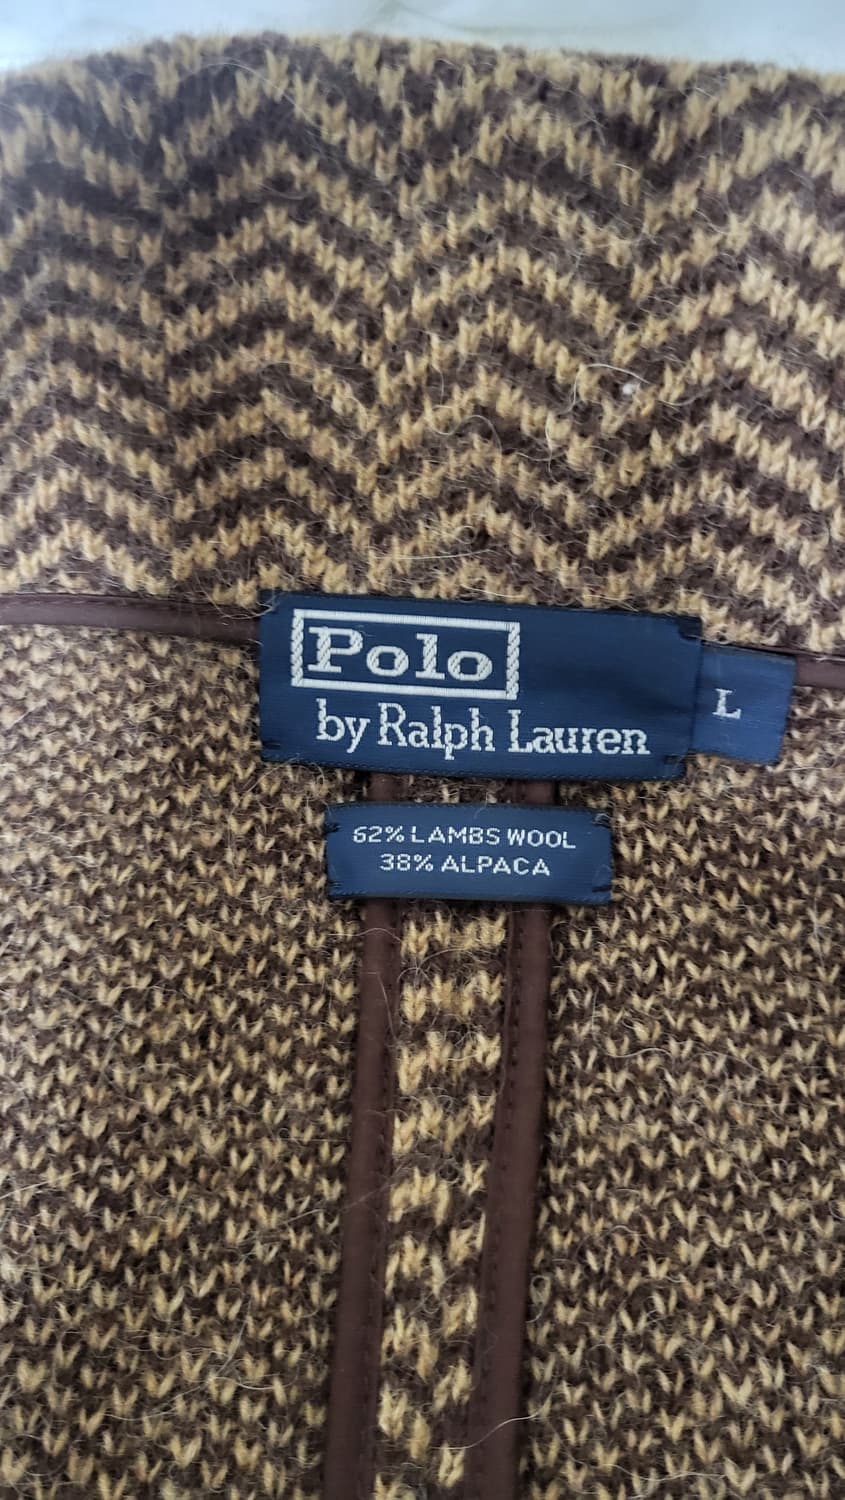 Polo
by Ralph Lauren
L
62% LAMBS WOOL
38% ALPACA